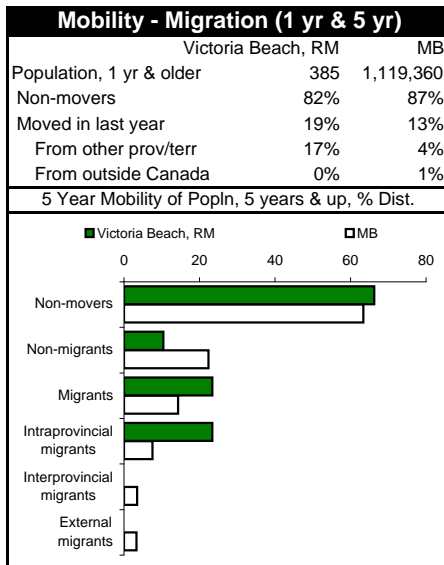 Mobility - Migration (1 yr & 5 yr)
Victoria Beach, RM MB
Population, 1 yr & older 385 1,119,360
Non-movers 82% 87%
Moved in last year 19% 13%
From other prov/terr 17% 4%
From outside Canada 0% 1%
5 Year Mobility of Popln, 5 years & up, % Dist.
Victoria Beach, RM MB
0 20 40 60 80
Non-movers
Non-migrants
Migrants
Intraprovincial
migrants
Interprovincial
migrants
External
migrants